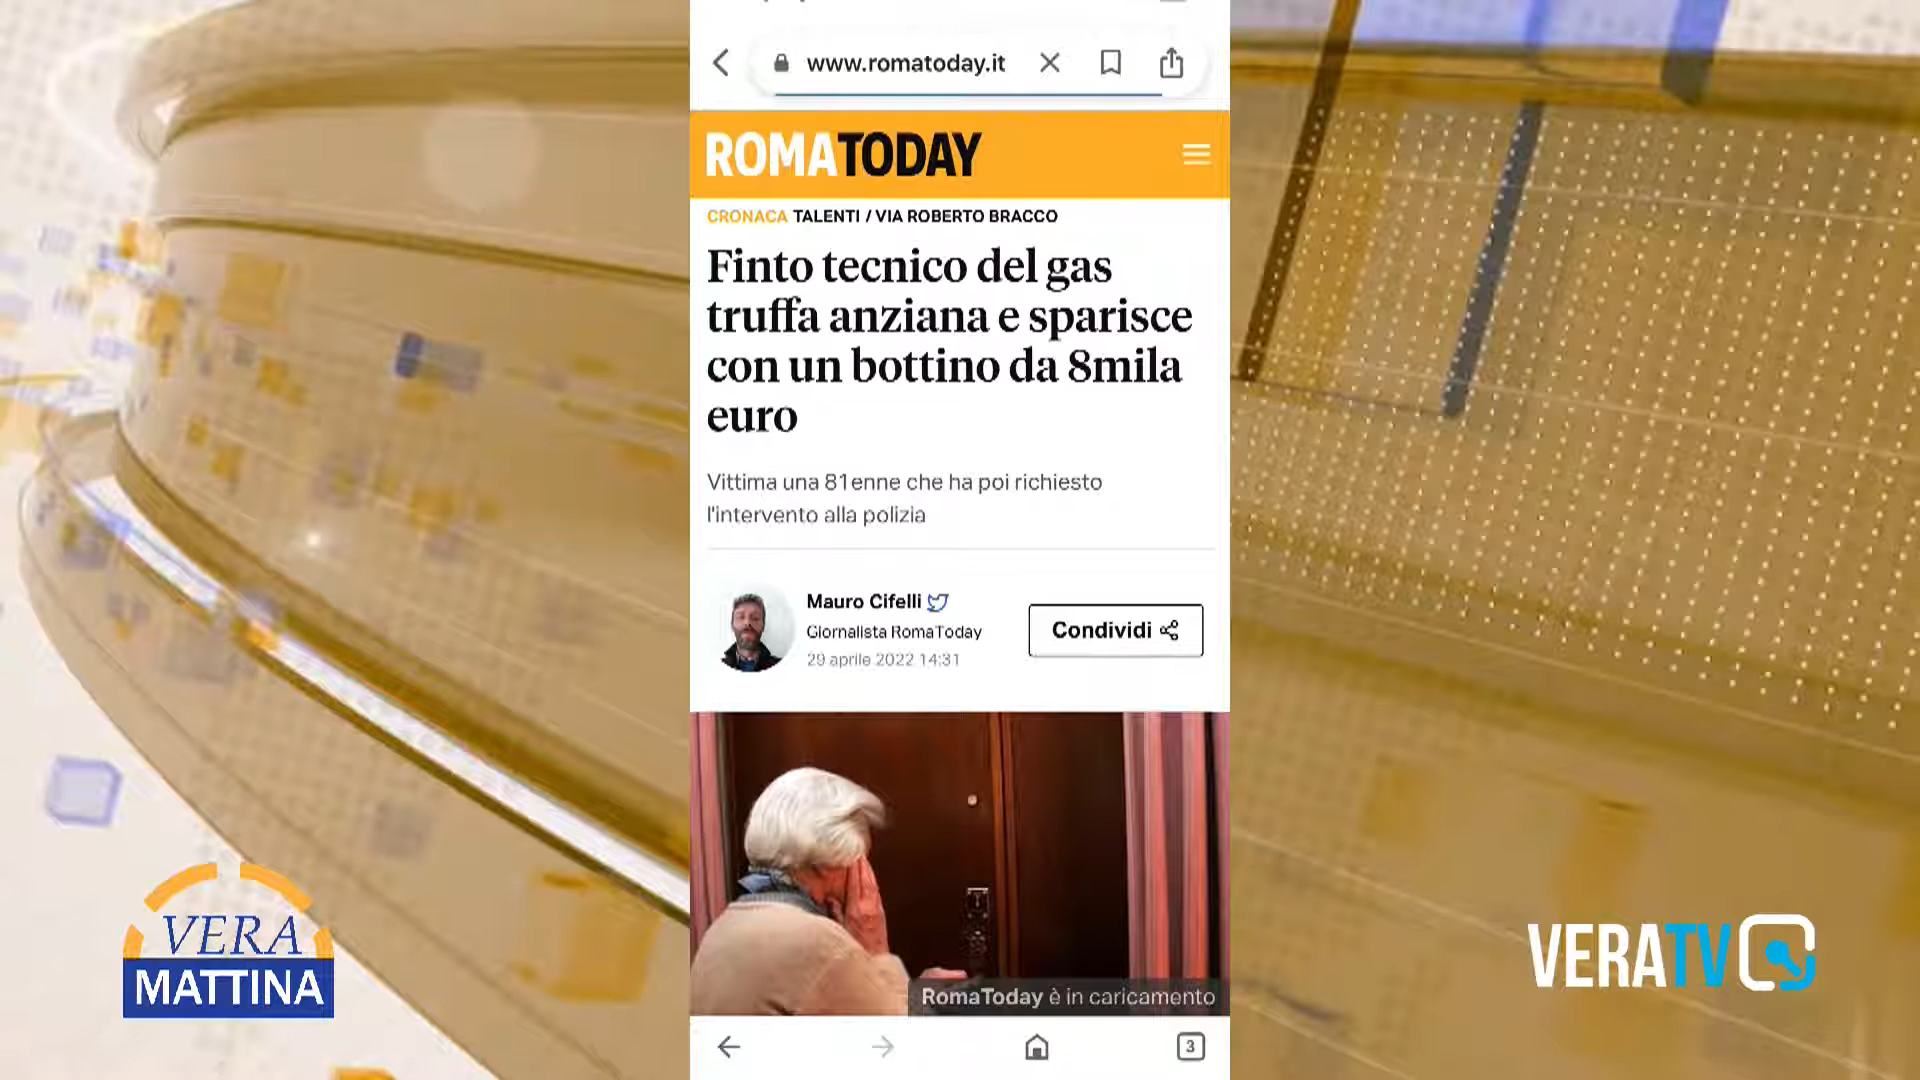 www.romatoday.it
ROMATODAY
CRONACA TALENTI / VIA ROBERTO BRACCO
Finto tecnico del gas
truffa anziana e sparisce
con un bottino da 8mila
euro
Vittima una 81enne che ha poi richiesto
l'intervento alla polizia
Mauro Cifelli
Giornalista RomaToday
29 aprile 2022 14:31
Condividi
RomaToday è in caricamento
3
VERA
MATTINA
VERATV